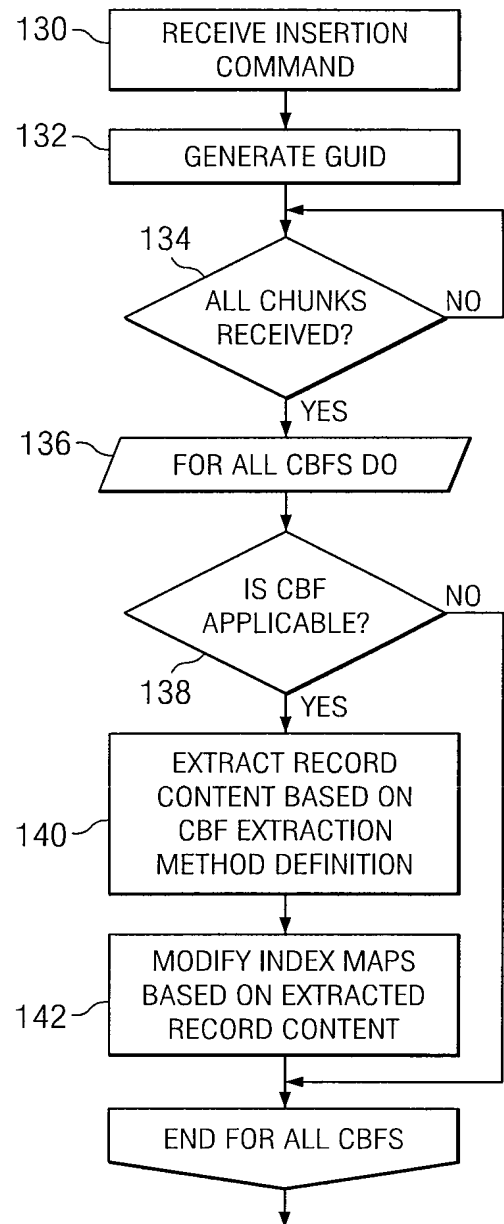 130
RECEIVE INSERTION
COMMAND
132
GENERATE GUID
134
ALL CHUNKS
RECEIVED?
NO
YES
136
FOR ALL CBFS DO
IS CBF
APPLICABLE?
NO
138
YES
140
EXTRACT RECORD
CONTENT BASED ON
CBF EXTRACTION
METHOD DEFINITION
142
MODIFY INDEX MAPS
BASED ON EXTRACTED
RECORD CONTENT
END FOR ALL CBFS